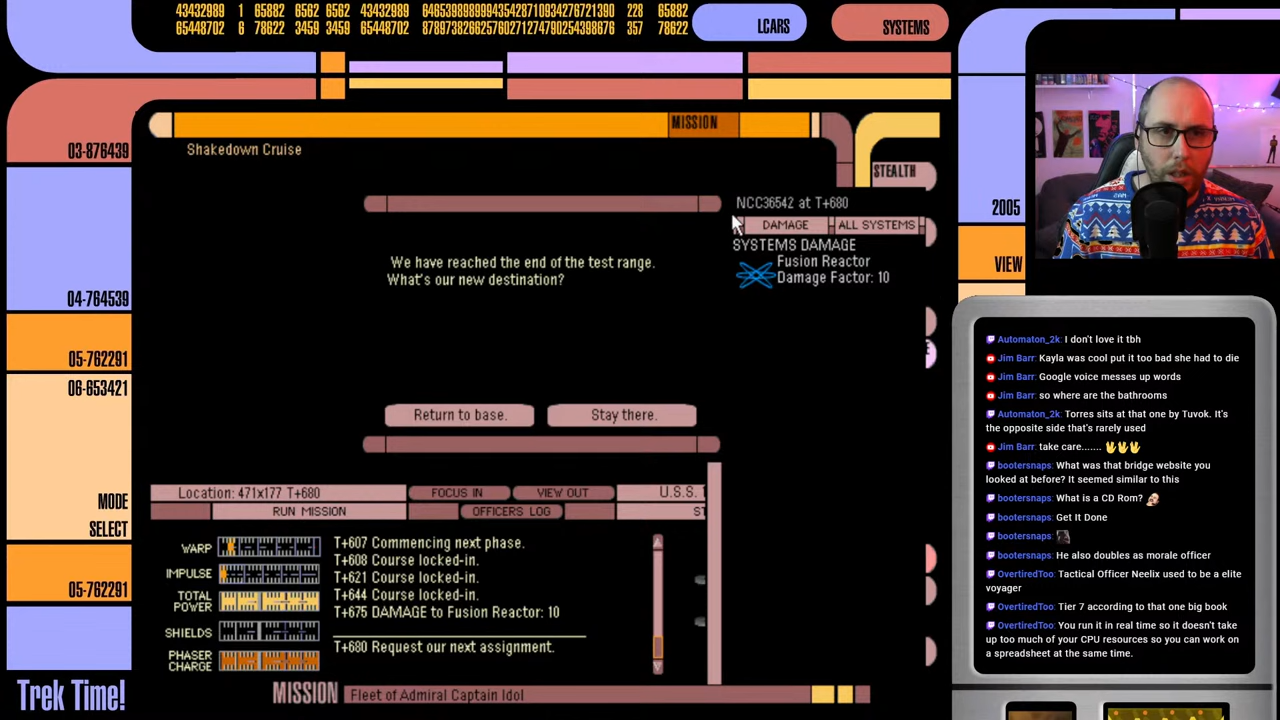 43432989 1 65882 6562 6562 43432989 64653989899943542871093427672139​0 228 65882
65448702 6 78622 3459 3459 65448702 8789738266257602712747902543986​76 357 78622
LCARS
SYSTEMS
03-876439
MISSION
Shakedown Cruise
STEALTH
NCC36542 at T+680
DAMAGE
ALL SYSTEMS
SYSTEMS DAMAGE
Fusion Reactor
Damage Factor: 10
2005
VIEW
We have reached the end of the test range.
What's our new destination?
04-764539
05-762291
06-653421
Return to base.
Stay there.
MODE
SELECT
05-762291
Location: 471x177 T+680
FOCUS IN
VIEW OUT
U.S.S.
RUN MISSION
OFFICERS LOG
ST
WARP
IMPULSE
TOTAL
POWER
SHIELDS
PHASER
CHARGE
T+607 Commencing next phase.
T+608 Course locked-in.
T+621 Course locked-in.
T+644 Course locked-in.
T+675 DAMAGE to Fusion Reactor: 10
T+680 Request our next assignment.
MISSION
Fleet of Admiral Captain Idol
Trek Time!
Automaton_2k: I don't love it tbh
Jim Barr: Kayla was cool put it too bad she had to die
Jim Barr: Google voice messes up words
Jim Barr: so where are the bathrooms
Automaton_2k: Torres sits at that one by Tuvok. It's
the opposite side that's rarely used
Jim Barr: take care....... 🖖🖖🖖
bootersnaps: What was that bridge website you
looked at before? It seemed similar to this
bootersnaps: What is a CD Rom?
bootersnaps: Get It Done
bootersnaps:
bootersnaps: He also doubles as morale officer
OvertiredToo: Tactical Officer Neelix used to be a elite
voyager
OvertiredToo: Tier 7 according to that one big book
OvertiredToo: You run it in real time so it doesn't take
up too much of your CPU resources so you can work on
a spreadsheet at the same time.